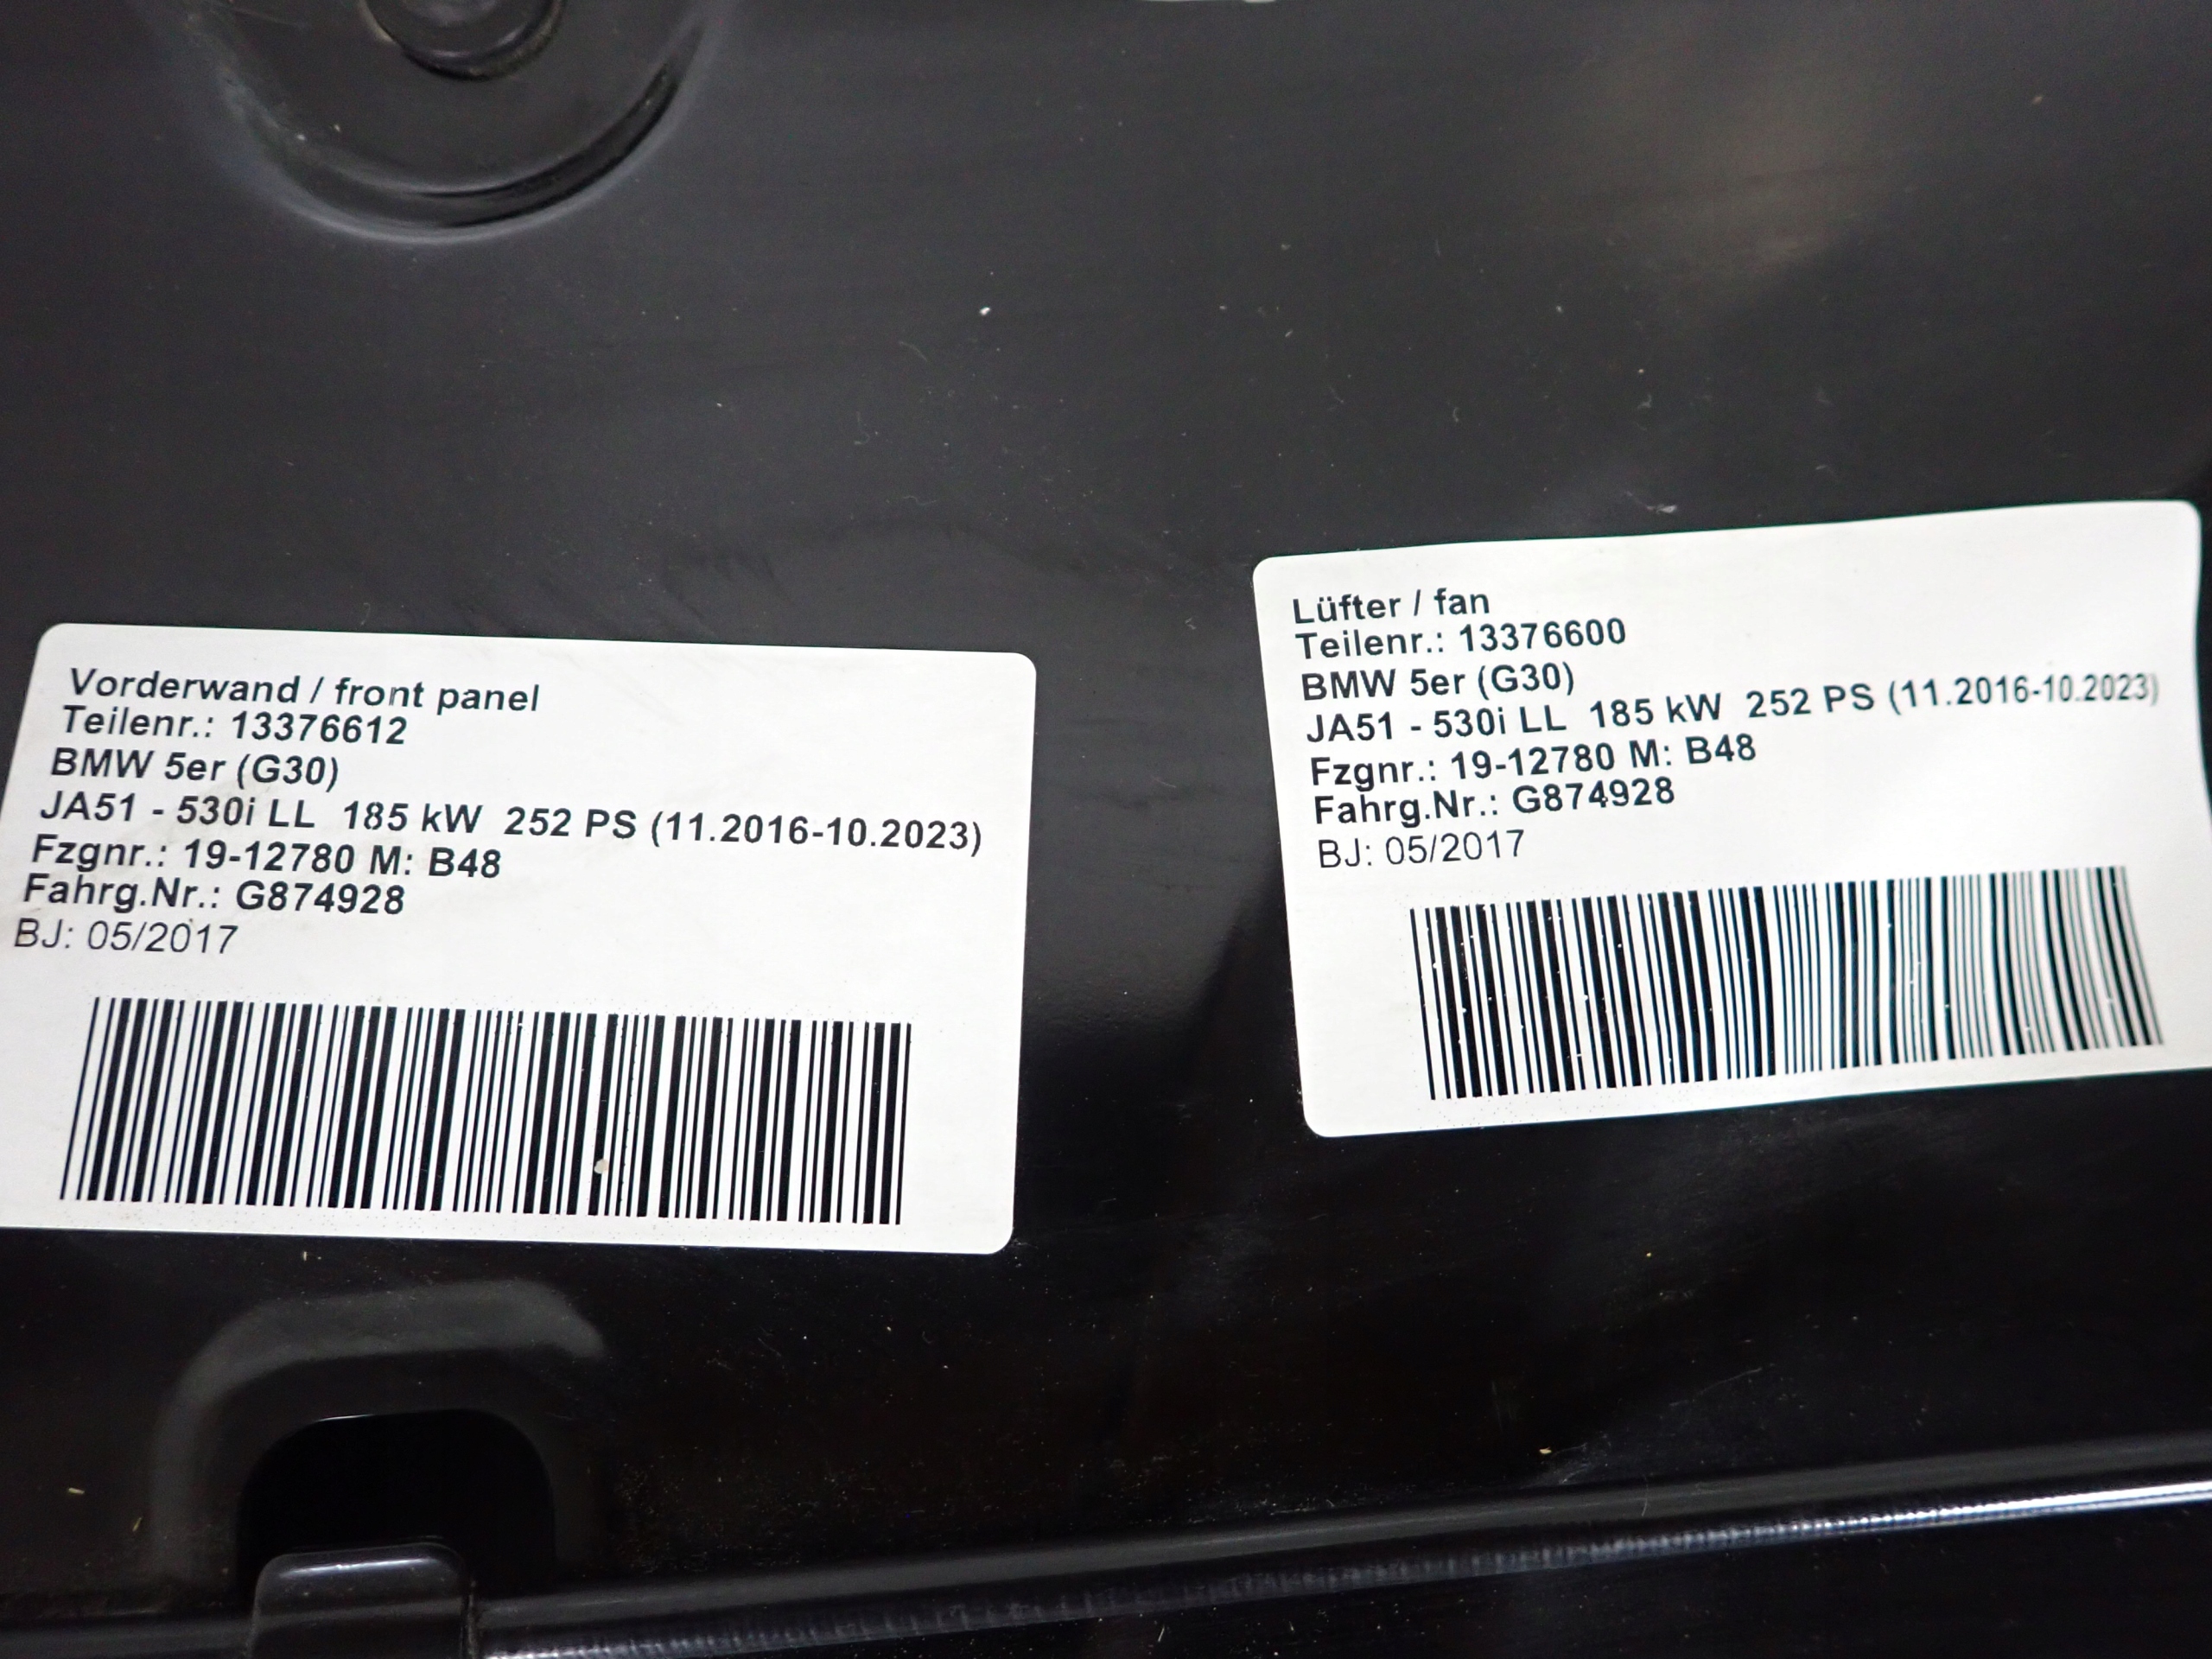 Vorderwand / front panel
Teilenr.: 13376612
BMW 5er (G30)
JA51 - 530i LL 185 kW 252 PS (11.2016-10.2023)
Fzgnr.: 19-12780 M: B48
Fahrg.Nr.: G874928
BJ: 05/2017
Lüfter / fan
Teilenr.: 13376600
BMW 5er (G30)
JA51 - 530i LL 185 kW 252 PS (11.2016-10.2023)
Fzgnr.: 19-12780 M: B48
Fahrg.Nr.: G874928
BJ: 05/2017